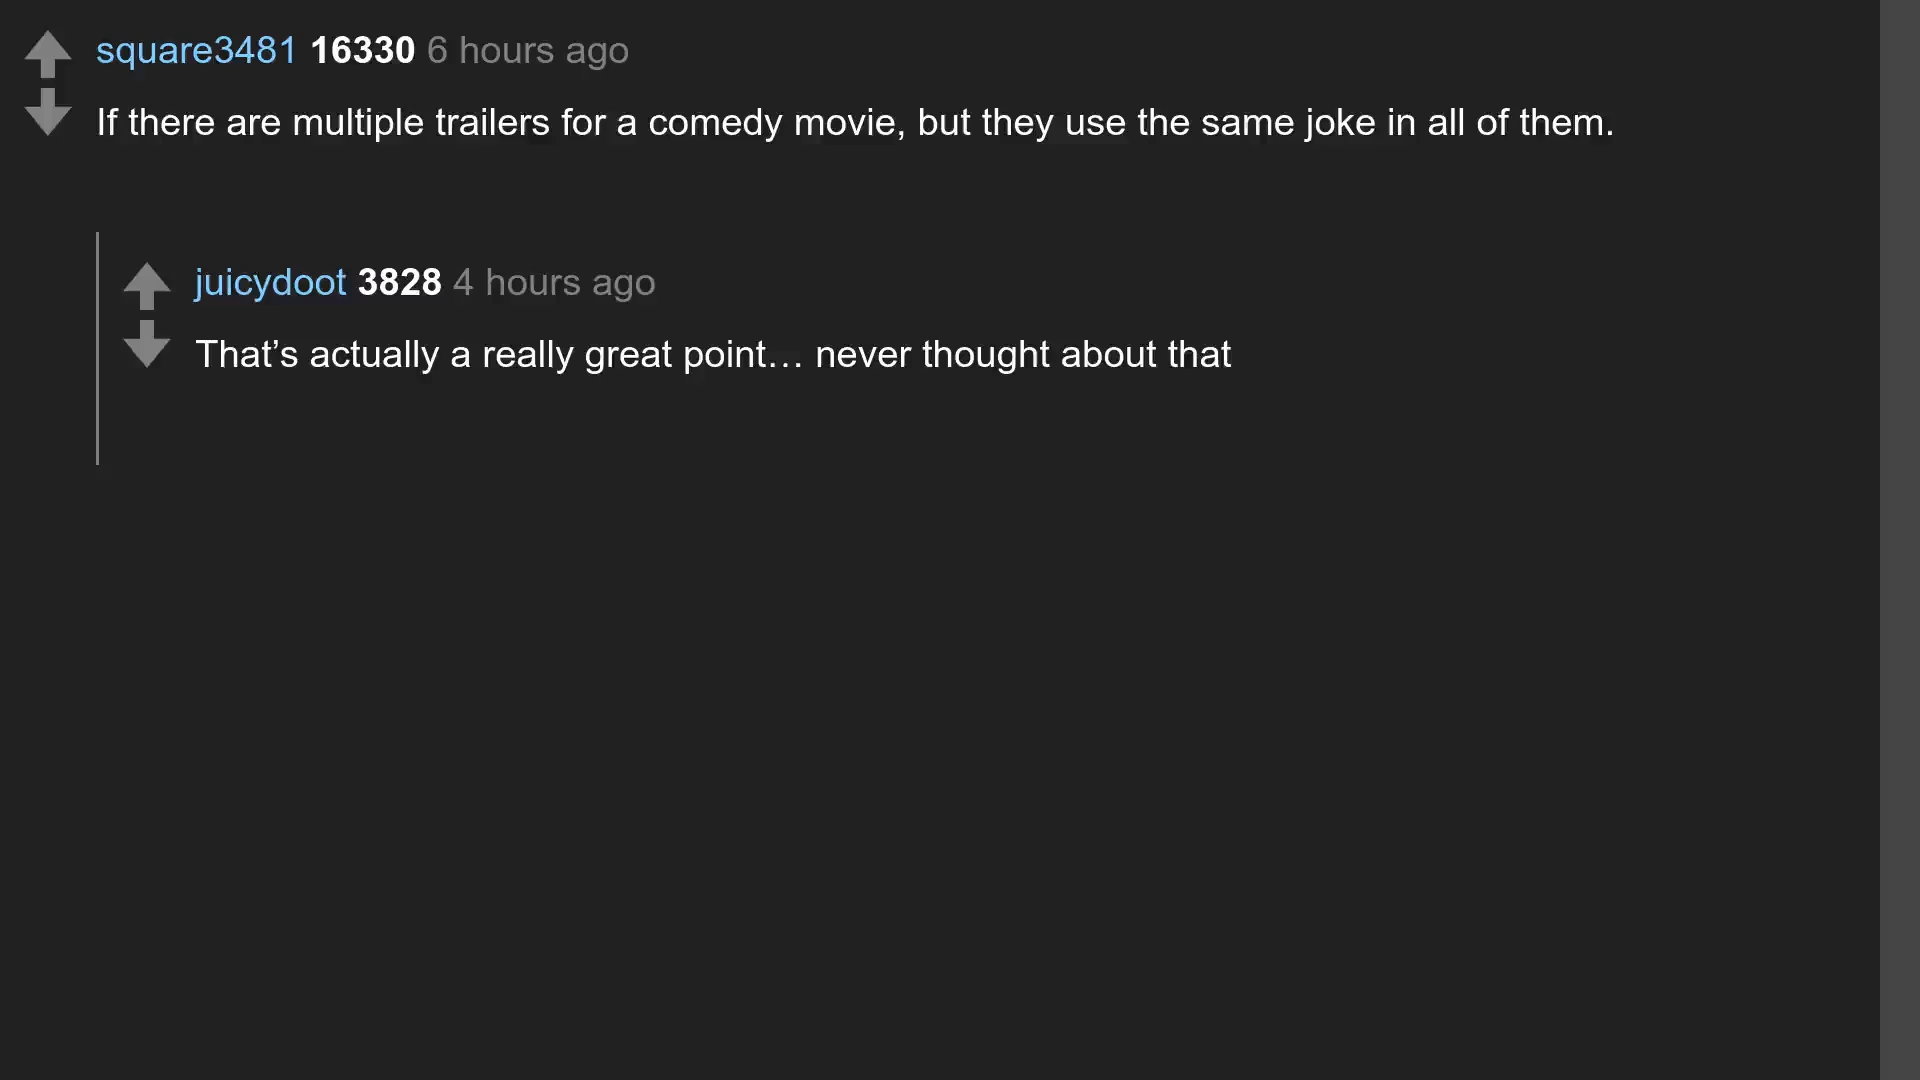 square3481 16330 6 hours ago
If there are multiple trailers for a comedy movie, but they use the same joke in all of them.
juicydoot 3828 4 hours ago
That’s actually a really great point… never thought about that